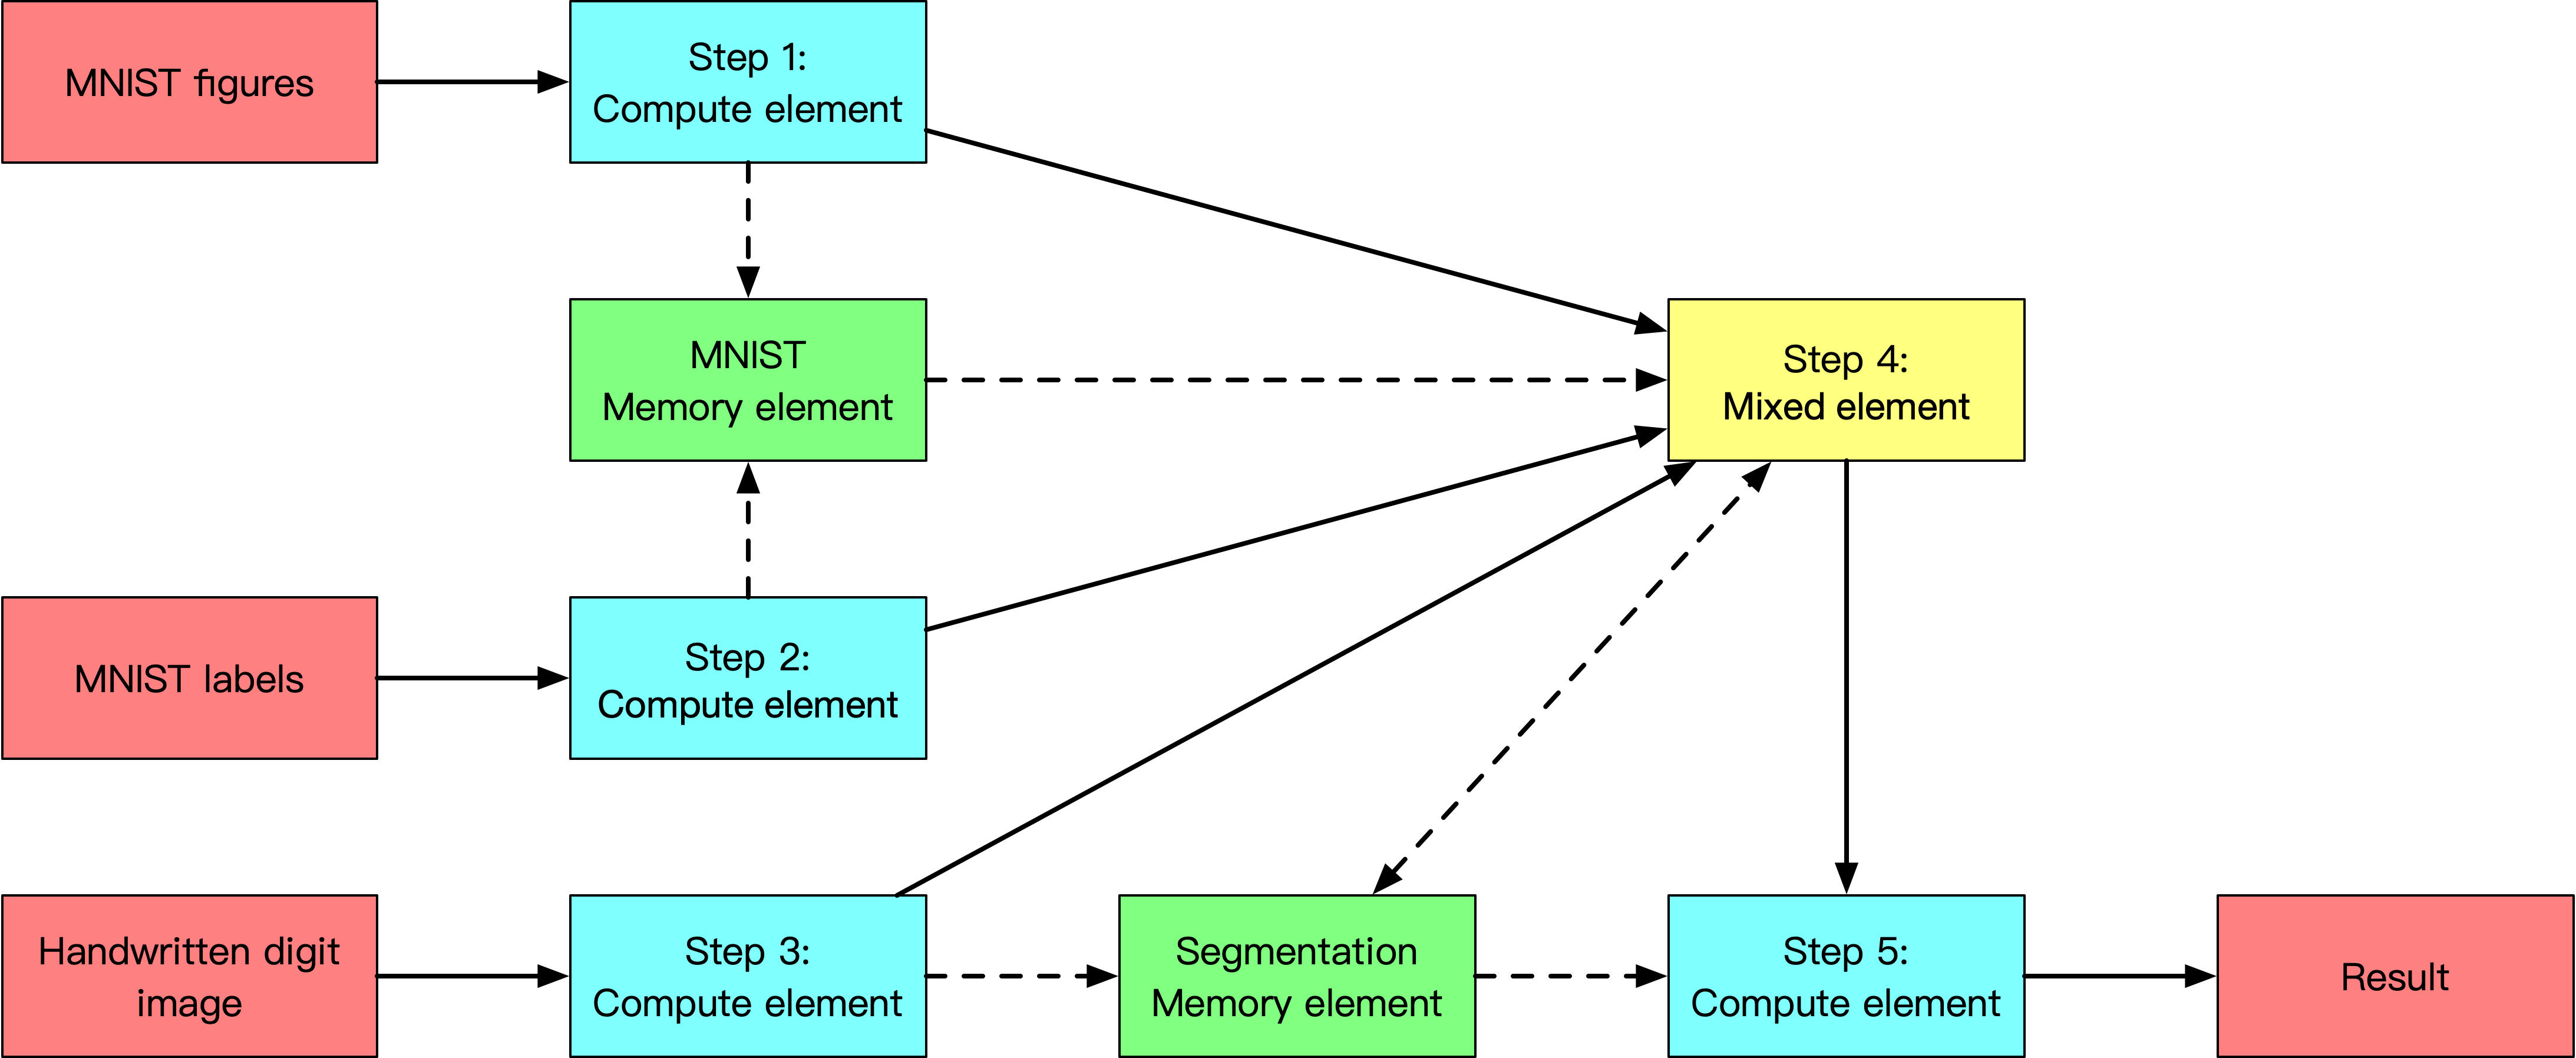 MNIST figures
Step 1:
Compute element
MNIST
Memory element
Step 4:
Mixed element
MNIST labels
Step 2:
Compute element
Handwritten digit
image
Step 3:
Compute element
Segmentation
Memory element
Step 5:
Compute element
Result